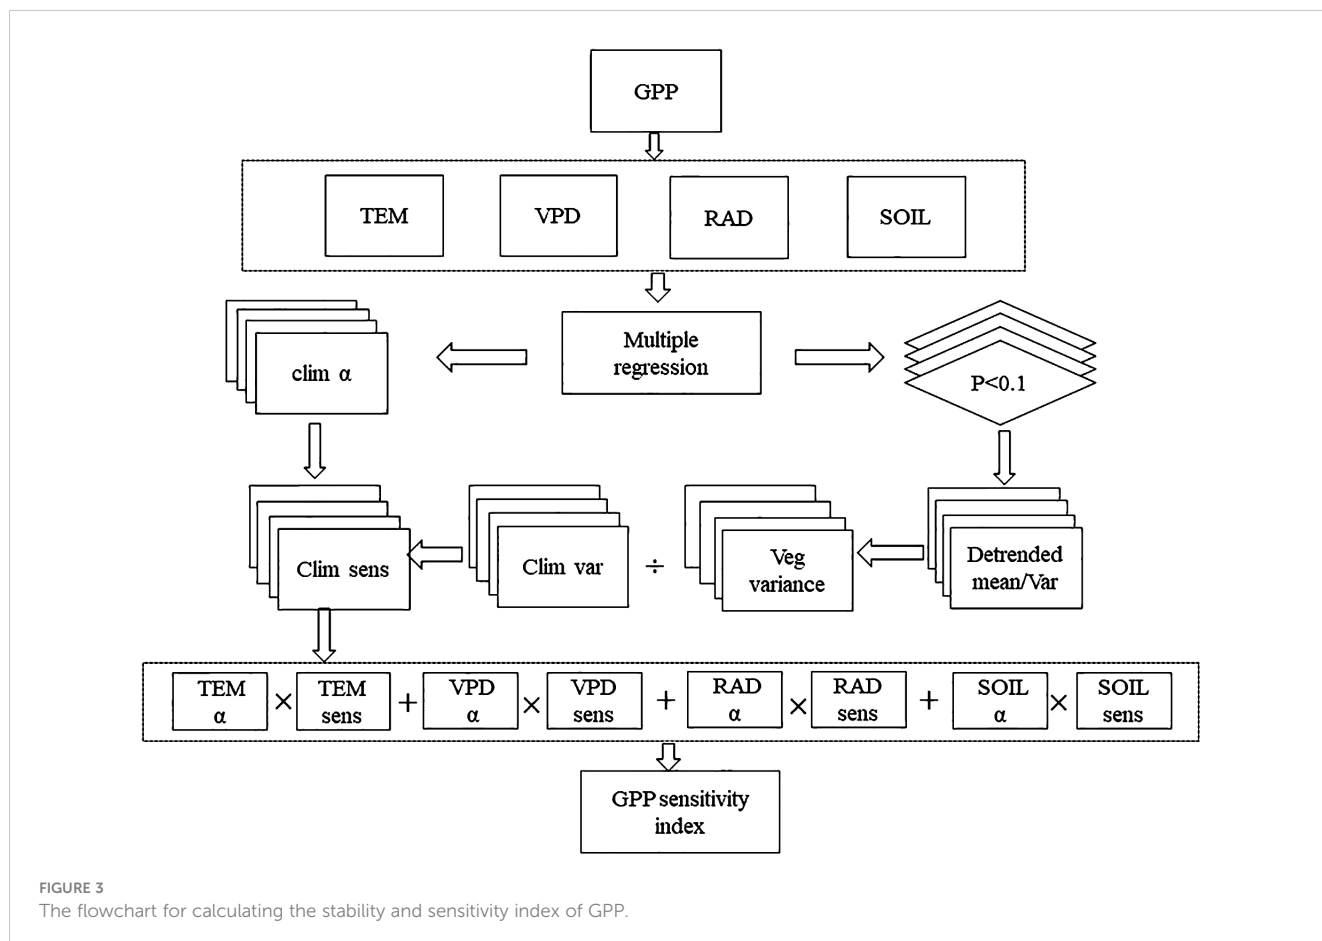 GPP
TEM
VPD
RAD
SOIL
Multiple
regression
clim α
P<0.1
Clim sens
Clim var
÷
Veg
variance
Detrended
mean/Var
TEM
α
×
TEM
sens
+
VPD
α
×
VPD
sens
+
RAD
α
×
RAD
sens
+
SOIL
α
×
SOIL
sens
GPP sensitivity
index
FIGURE 3
The flowchart for calculating the stability and sensitivity index of GPP.